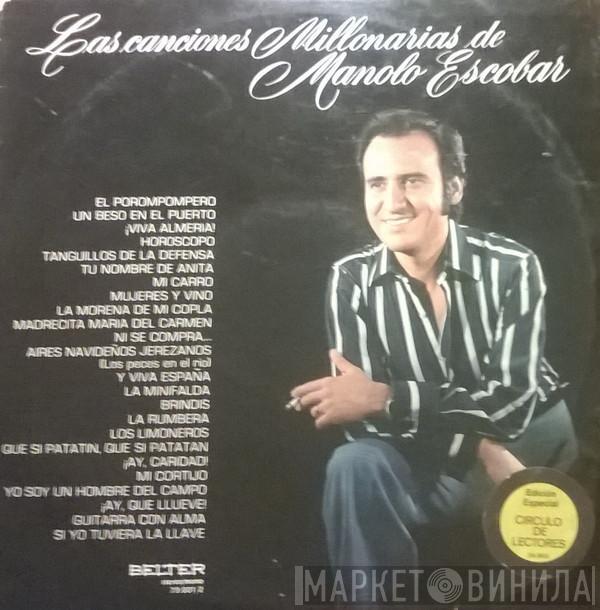 Las canciones Millonarias de
Manolo Escobar
EL POROMPOMPERO
UN BESO EN EL PUERTO
¡VIVA ALMERIA!
HOROSCOPO
TANGUILLOS DE LA DEFENSA
TU NOMBRE DE ANITA
MI CARRO
MUJERES Y VINO
LA MORENA DE MI COPLA
MADRECITA MARIA DEL CARMEN
NI SE COMPRA...
AIRES NAVIDEÑOS JEREZANOS
(Los peces en el rio)
Y VIVA ESPAÑA
LA MINIFALDA
BRINDIS
LA RUMBERA
LOS LIMONEROS
QUE SI PATATIN, QUE SI PATATAN
¡AY, CARIDAD!
MI CORTIJO
YO SOY UN HOMBRE DEL CAMPO
¡AY, QUE LLUEVE!
GUITARRA CON ALMA
SI YO TUVIERA LA LLAVE
BELTER
Edición
Especial
CIRCULO
DE
LECTORES
МАРКЕТ ВИНИЛА